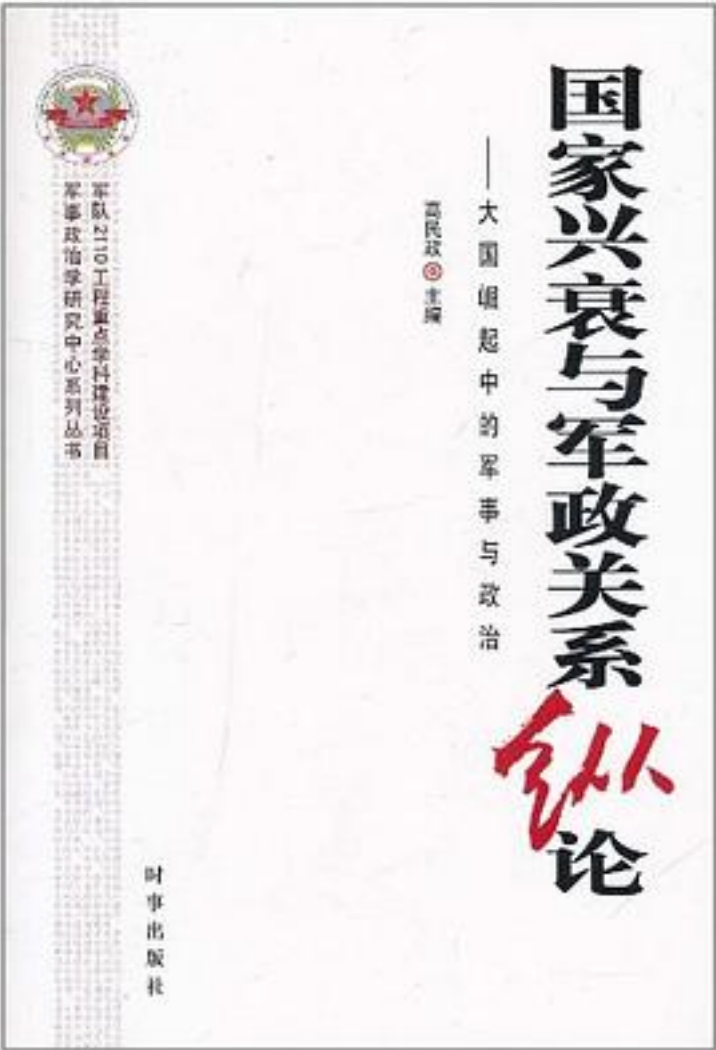 国家兴衰与军政关系纵论
——大国崛起中的军事与政治
高民政 主编
军队2110工程重点学科建设项目
军事政治学研究中心系列丛书
时事出版社